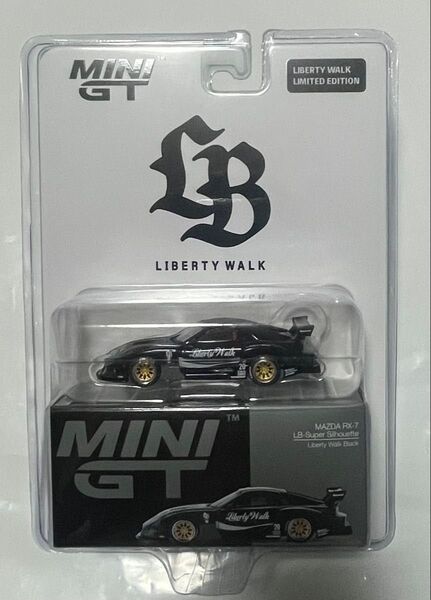 MINI
GT
LIBERTY WALK
LIMITED EDITION
LB
LIBERTY WALK
Liberty Walk
MINI
GT
TM
MAZDA RX-7
LB-Super Silhouette
Liberty Walk Black
Liberty Walk